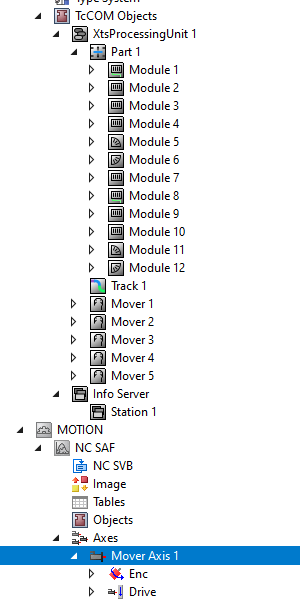 Type System
TcCOM Objects
XtsProcessingUnit 1
Part 1
Module 1
Module 2
Module 3
Module 4
Module 5
Module 6
Module 7
Module 8
Module 9
Module 10
Module 11
Module 12
Track 1
Mover 1
Mover 2
Mover 3
Mover 4
Mover 5
Info Server
Station 1
MOTION
NC SAF
NC SVB
Image
Tables
Objects
Axes
Mover Axis 1
Enc
Drive